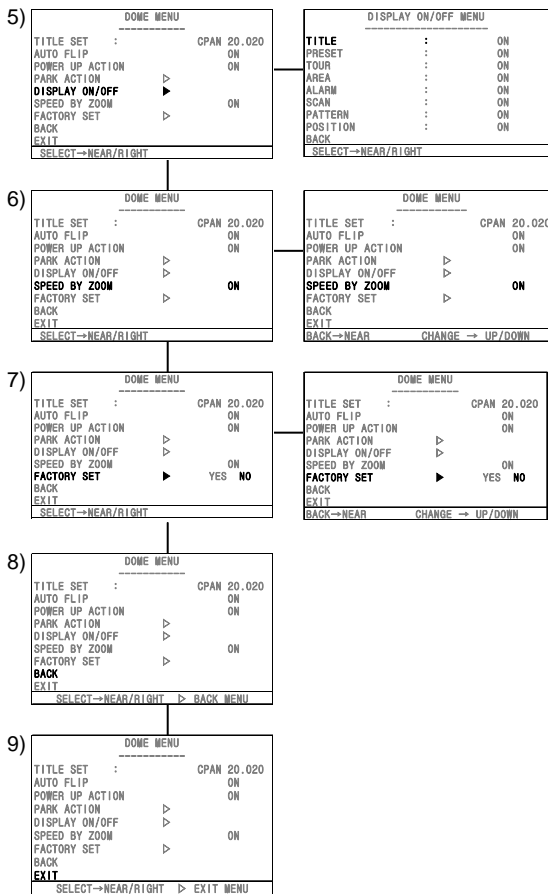 5)
DOME MENU
------------
TITLE SET : CPAN 20.020
AUTO FLIP ON
POWER UP ACTION ON
PARK ACTION ▷
DISPLAY ON/OFF ▶
SPEED BY ZOOM ON
FACTORY SET ▷
BACK
EXIT
SELECT→NEAR/RIGHT
DISPLAY ON/OFF MENU
---------------------
TITLE : ON
PRESET : ON
TOUR : ON
AREA : ON
ALARM : ON
SCAN : ON
PATTERN : ON
POSITION : ON
BACK
SELECT→NEAR/RIGHT
6)
DOME MENU
------------
TITLE SET : CPAN 20.020
AUTO FLIP ON
POWER UP ACTION ON
PARK ACTION ▷
DISPLAY ON/OFF ▷
SPEED BY ZOOM ON
FACTORY SET ▷
BACK
EXIT
SELECT→NEAR/RIGHT
DOME MENU
------------
TITLE SET : CPAN 20.020
AUTO FLIP ON
POWER UP ACTION ON
PARK ACTION ▷
DISPLAY ON/OFF ▷
SPEED BY ZOOM ON
FACTORY SET ▷
BACK
EXIT
BACK→NEAR CHANGE → UP/DOWN
7)
DOME MENU
------------
TITLE SET : CPAN 20.020
AUTO FLIP ON
POWER UP ACTION ON
PARK ACTION ▷
DISPLAY ON/OFF ▷
SPEED BY ZOOM ON
FACTORY SET ▶ YES NO
BACK
EXIT
SELECT→NEAR/RIGHT
DOME MENU
------------
TITLE SET : CPAN 20.020
AUTO FLIP ON
POWER UP ACTION ON
PARK ACTION ▷
DISPLAY ON/OFF ▷
SPEED BY ZOOM ON
FACTORY SET ▶ YES NO
BACK
EXIT
BACK→NEAR CHANGE → UP/DOWN
8)
DOME MENU
------------
TITLE SET : CPAN 20.020
AUTO FLIP ON
POWER UP ACTION ON
PARK ACTION ▷
DISPLAY ON/OFF ▷
SPEED BY ZOOM ON
FACTORY SET ▷
BACK
EXIT
SELECT→NEAR/RIGHT ▷ BACK MENU
9)
DOME MENU
------------
TITLE SET : CPAN 20.020
AUTO FLIP ON
POWER UP ACTION ON
PARK ACTION ▷
DISPLAY ON/OFF ▷
SPEED BY ZOOM ON
FACTORY SET ▷
BACK
EXIT
SELECT→NEAR/RIGHT ▷ EXIT MENU